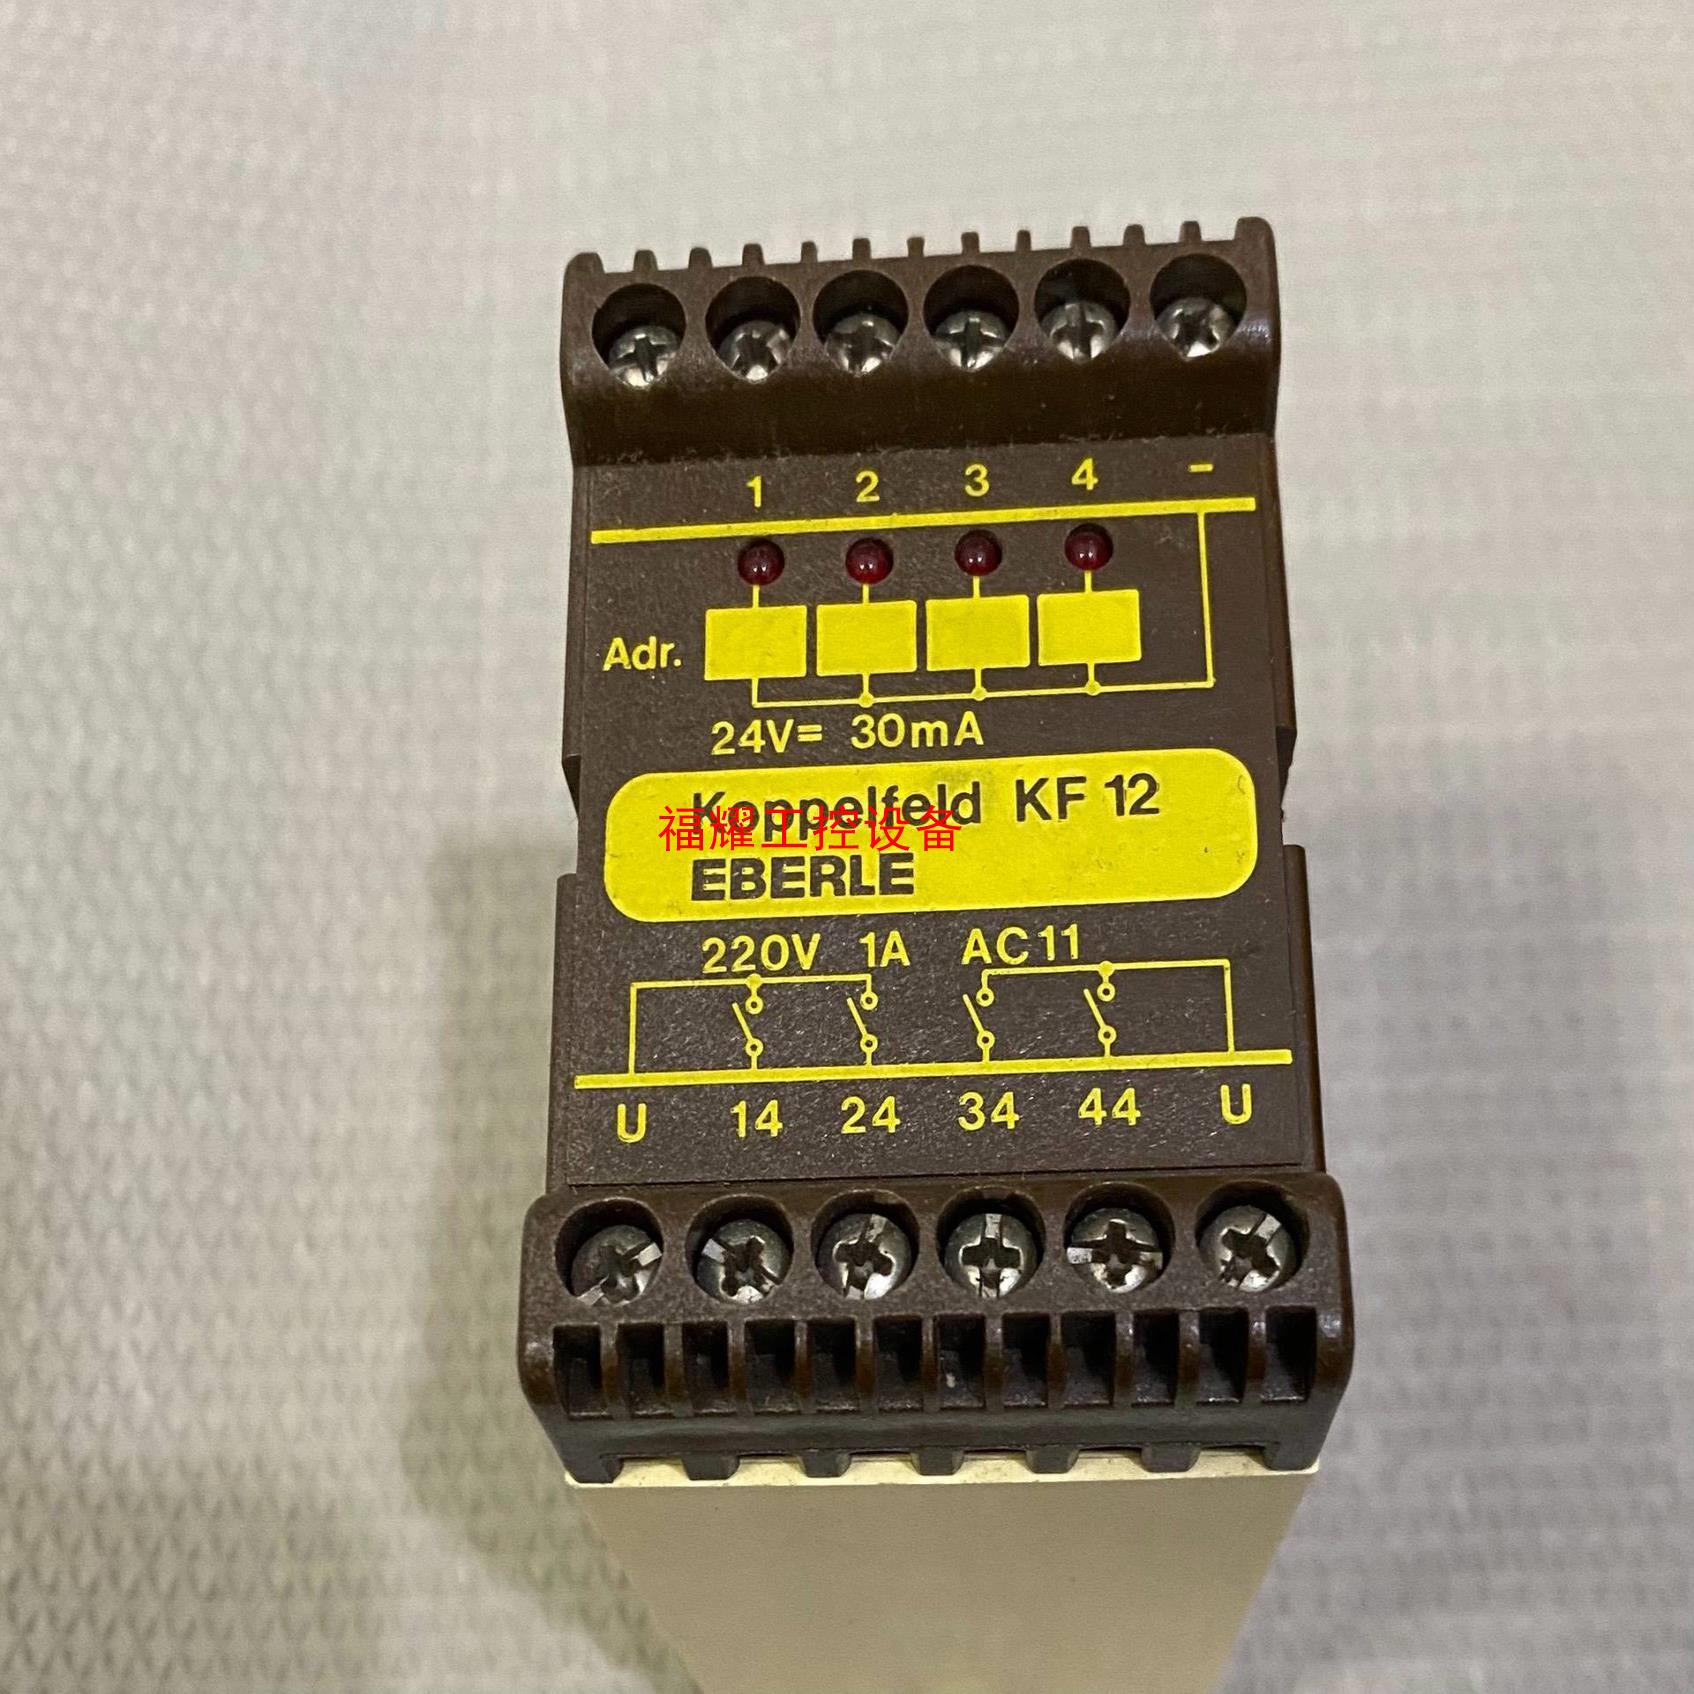 1 2 3 4 -
Adr.
24V= 30mA
Koppelfeld KF 12
福耀工控设备
EBERLE
220V 1A AC11
U 14 24 34 44 U